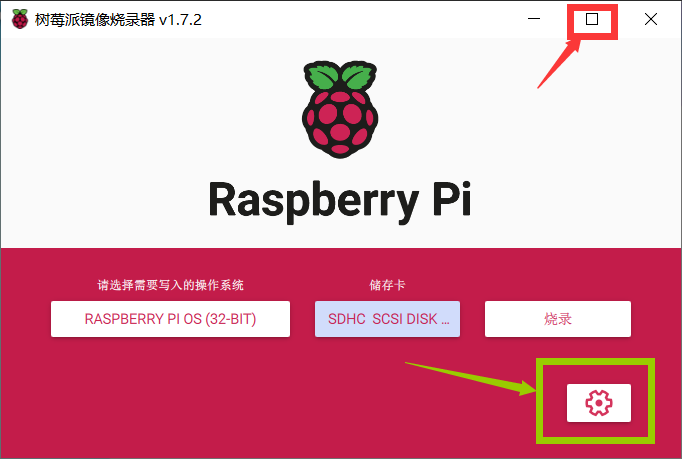 树莓派镜像烧录器 v1.7.2
Raspberry Pi
请选择需要写入的操作系统
储存卡
RASPBERRY PI OS (32-BIT)
SDHC SCSI DISK ...
烧录